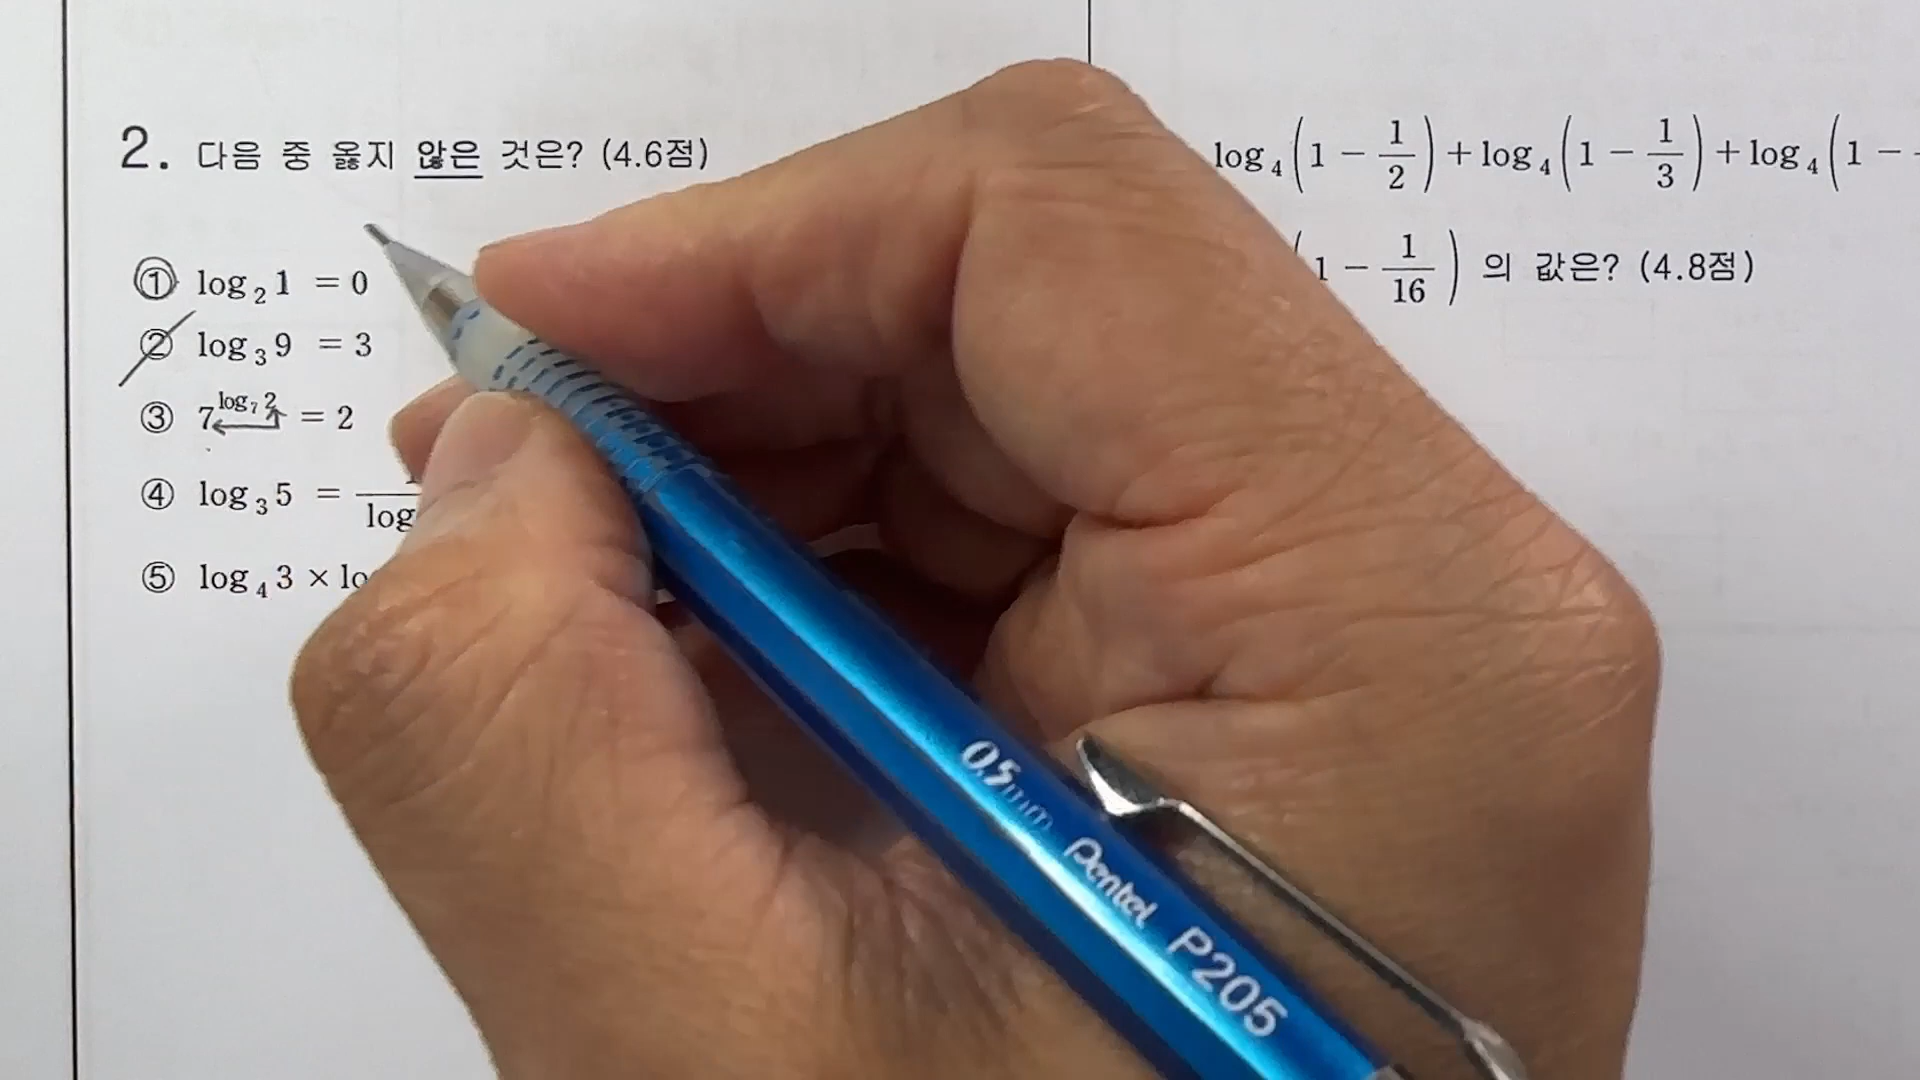 2. 다음 중 옳지 않은 것은? (4.6점)
① log₂1 = 0
② log₃9 = 3
③ 7^(log₇2) = 2
④ log₃5 = ─ log
⑤ log₄3 × lo
log₄(1 − 1/2) + log₄(1 − 1/3) + log₄(1 −
(1 − 1/16) 의 값은? (4.8점)
0.5mm Pentel P205